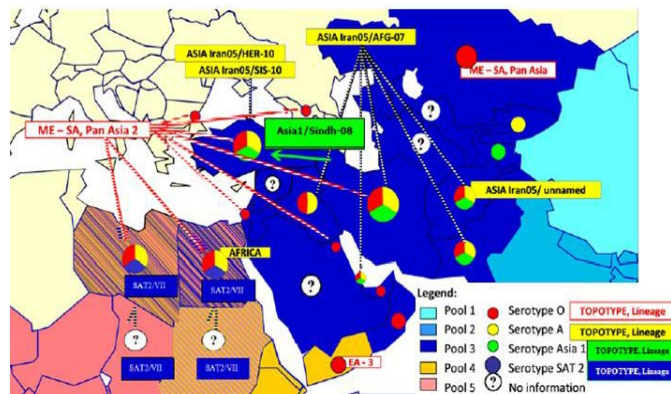 ASIA Iran05/HER-10
ASIA Iran05/SIS-10
ASIA Iran05/AFG-07
ME – SA, Pan Asia
ME – SA, Pan Asia 2
Asia1/Sindh-08
?
?
?
ASIA Iran05/ unnamed
AFRICA
SAT2/VII
SAT2/VII
?
?
?
SAT2/VII
SAT2/VII
EA - 3
Legend:
Pool 1
Pool 2
Pool 3
Pool 4
Pool 5
Serotype O
Serotype A
Serotype Asia 1
Serotype SAT 2
? No information
TOPOTYPE, Lineage
TOPOTYPE, Lineage
TOPOTYPE, Lineage
TOPOTYPE, Lineage